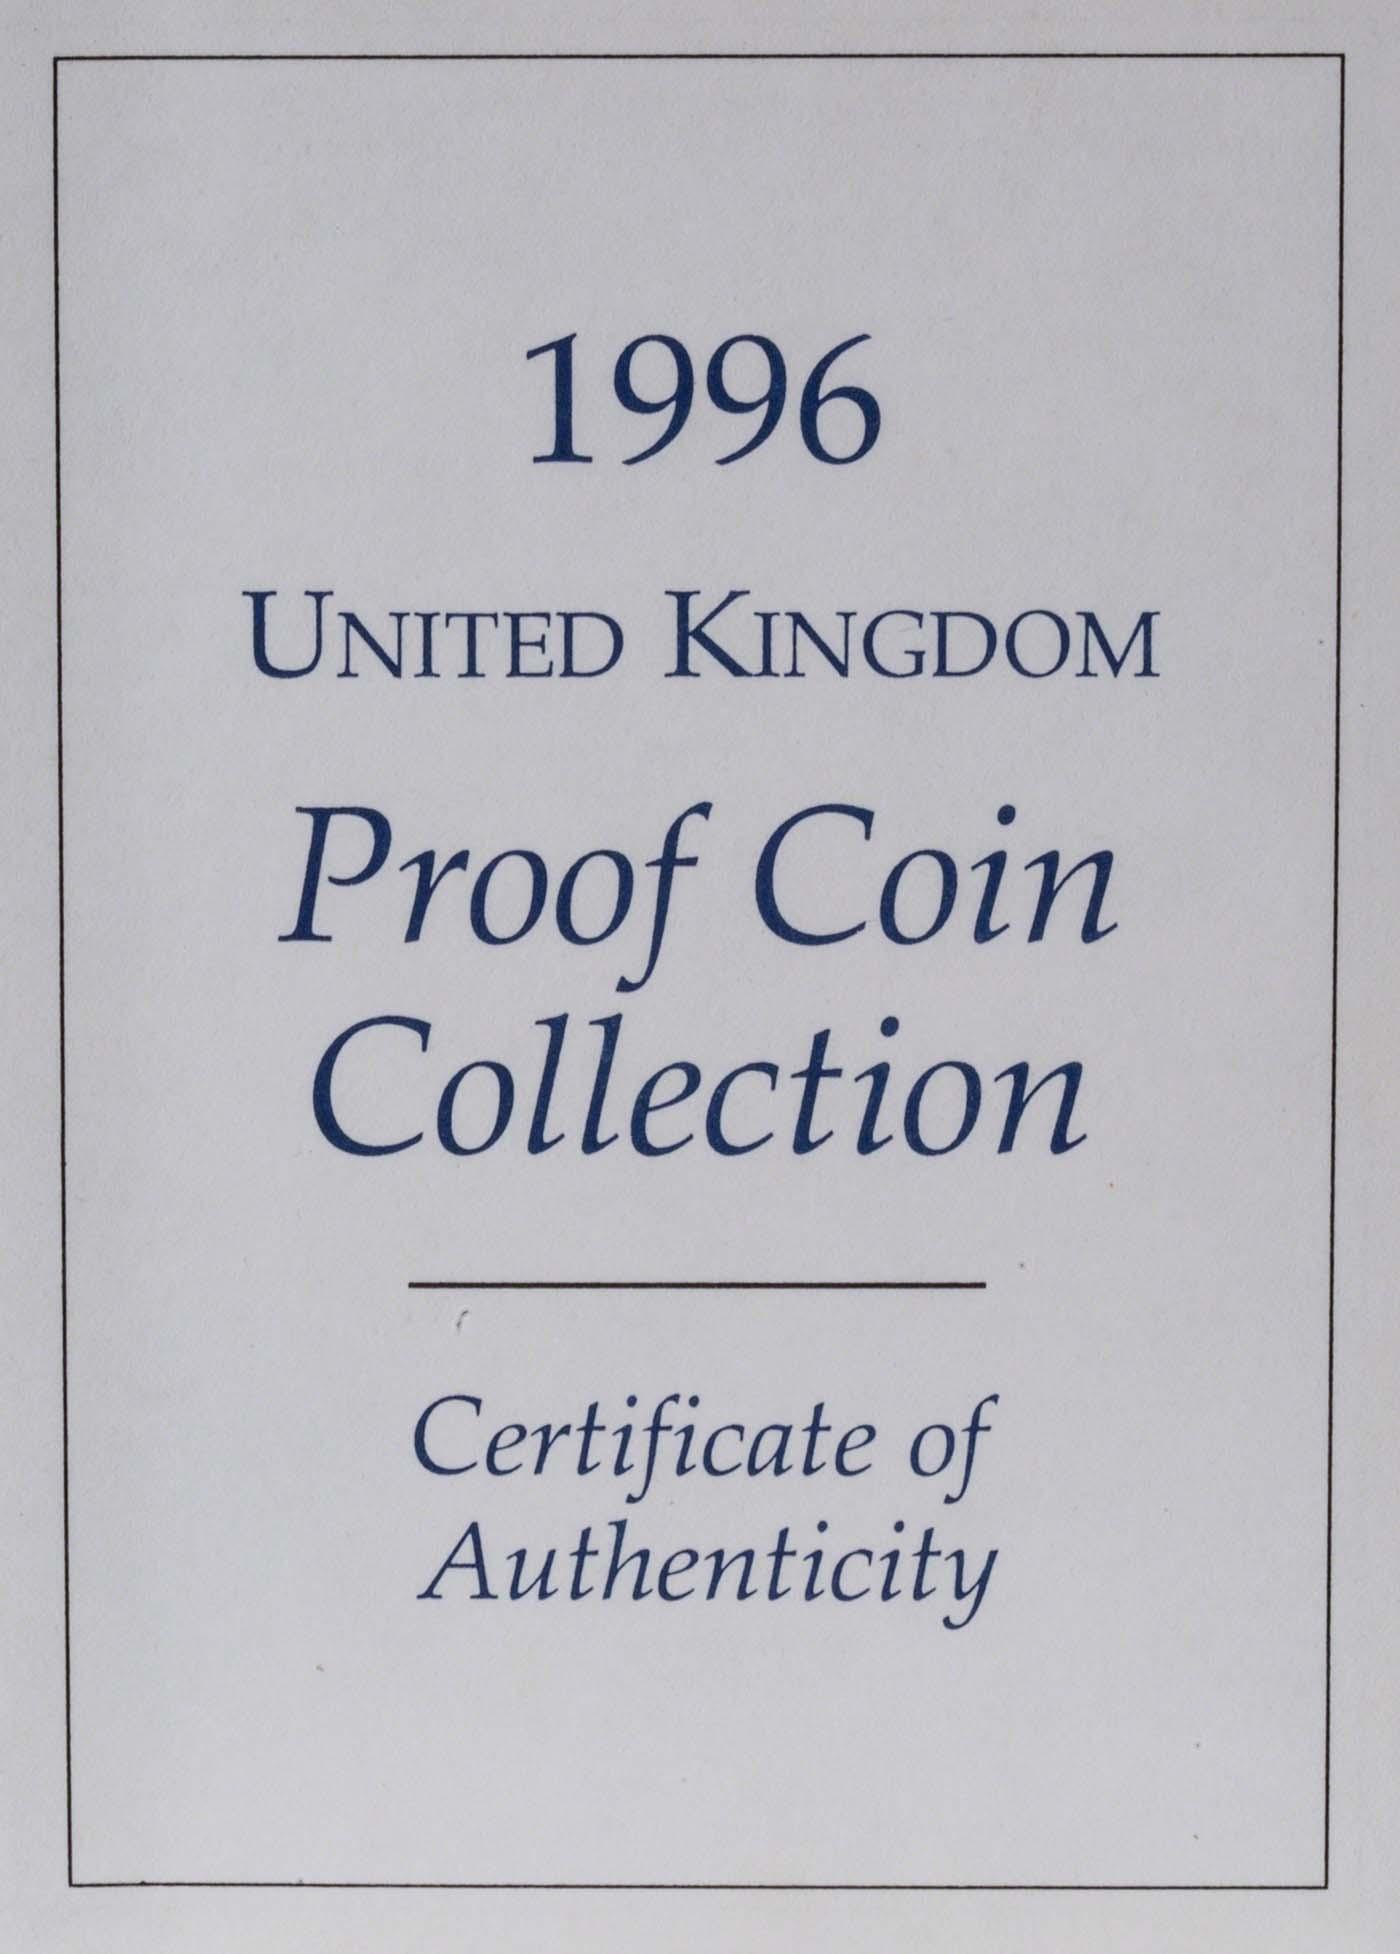 1996
UNITED KINGDOM
Proof Coin
Collection
Certificate of
Authenticity